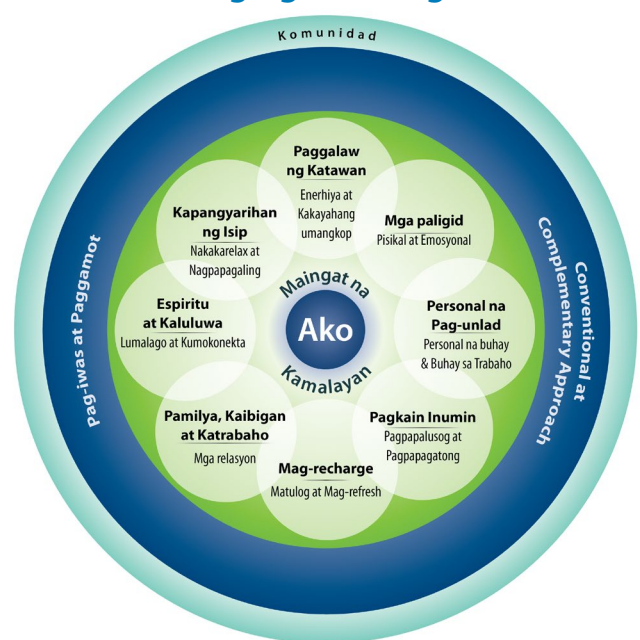 Komunidad
Paggalaw
ng Katawan
Enerhiya at
Kakayahang
umangkop
Mga paligid
Pisikal at Emosyonal
Personal na
Pag-unlad
Personal na buhay
& Buhay sa Trabaho
Pagkain Inumin
Pagpapalusog at
Pagpapagatong
Mag-recharge
Matulog at Mag-refresh
Pamilya, Kaibigan
at Katrabaho
Mga relasyon
Espiritu
at Kaluluwa
Lumalago at Kumokonekta
Kapangyarihan
ng Isip
Nakakarelax at
Nagpapagaling
Maingat na
Ako
Kamalayan
Pag-iwas at Paggamot
Conventional at
Complementary Approach